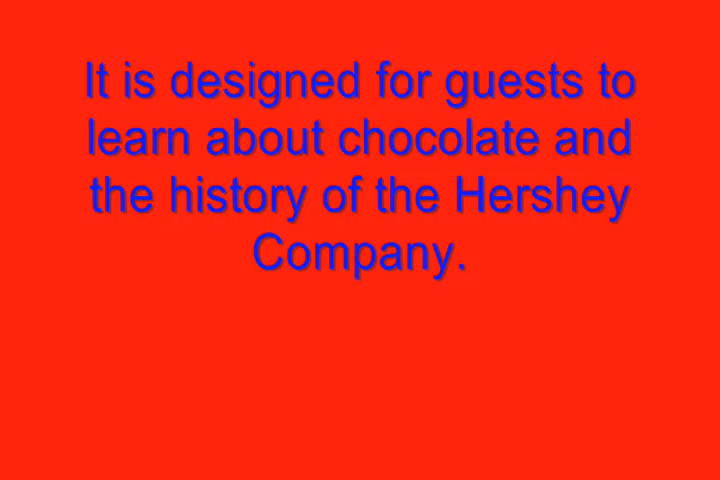 It is designed for guests to
learn about chocolate and
the history of the Hershey
Company.